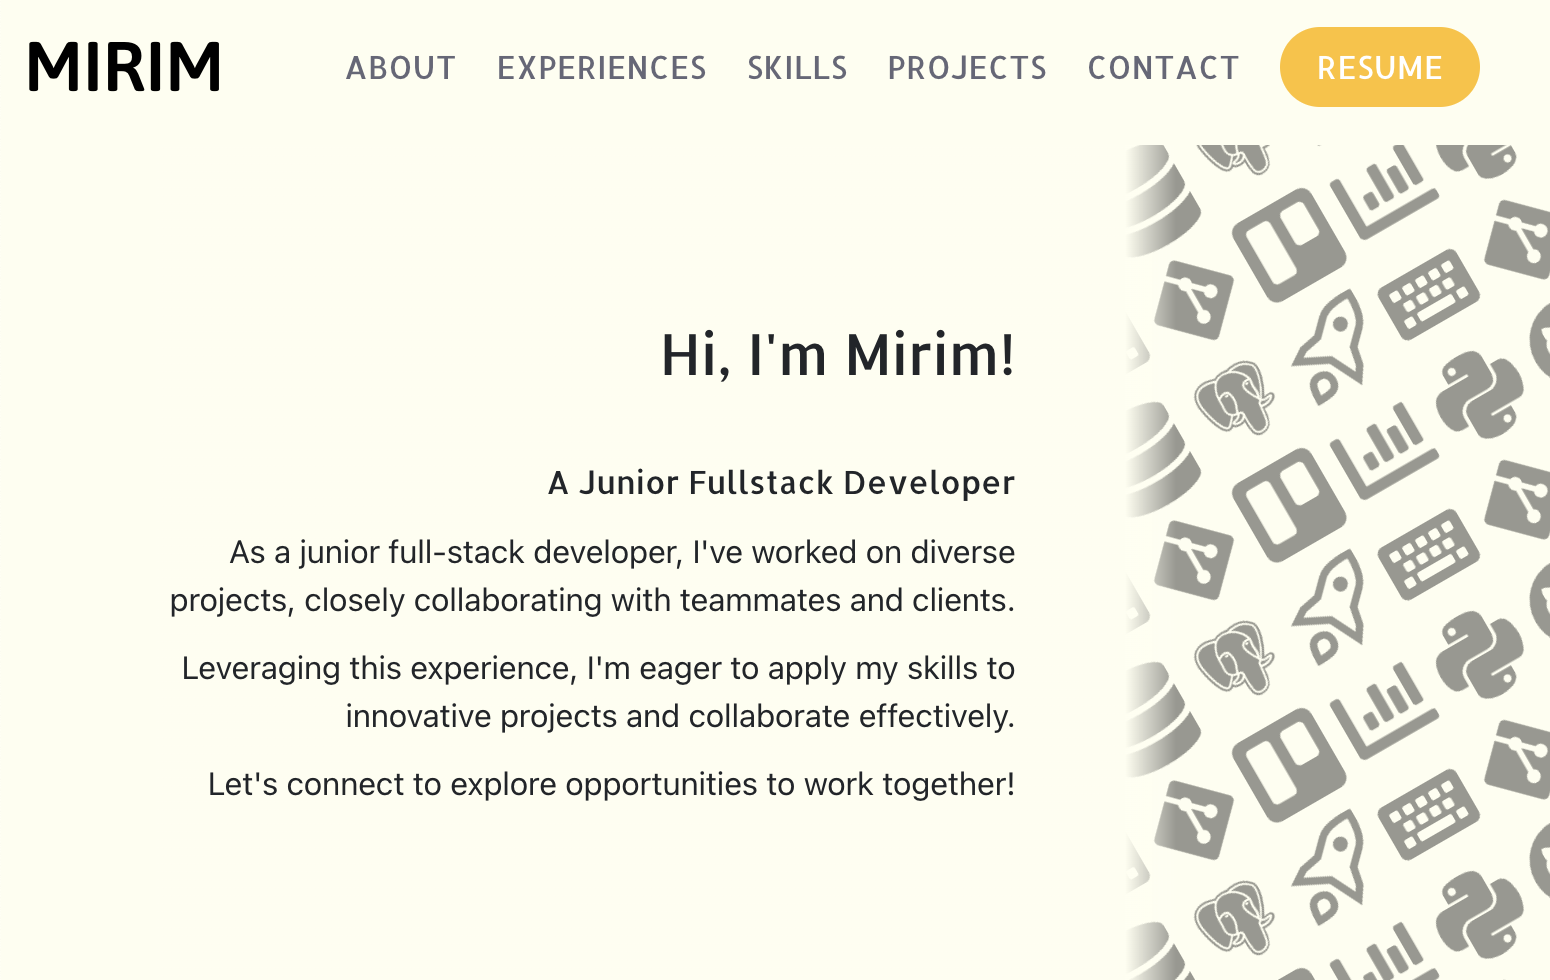 MIRIM
ABOUT EXPERIENCES SKILLS PROJECTS CONTACT RESUME
Hi, I'm Mirim!
A Junior Fullstack Developer
As a junior full-stack developer, I've worked on diverse
projects, closely collaborating with teammates and clients.
Leveraging this experience, I'm eager to apply my skills to
innovative projects and collaborate effectively.
Let's connect to explore opportunities to work together!